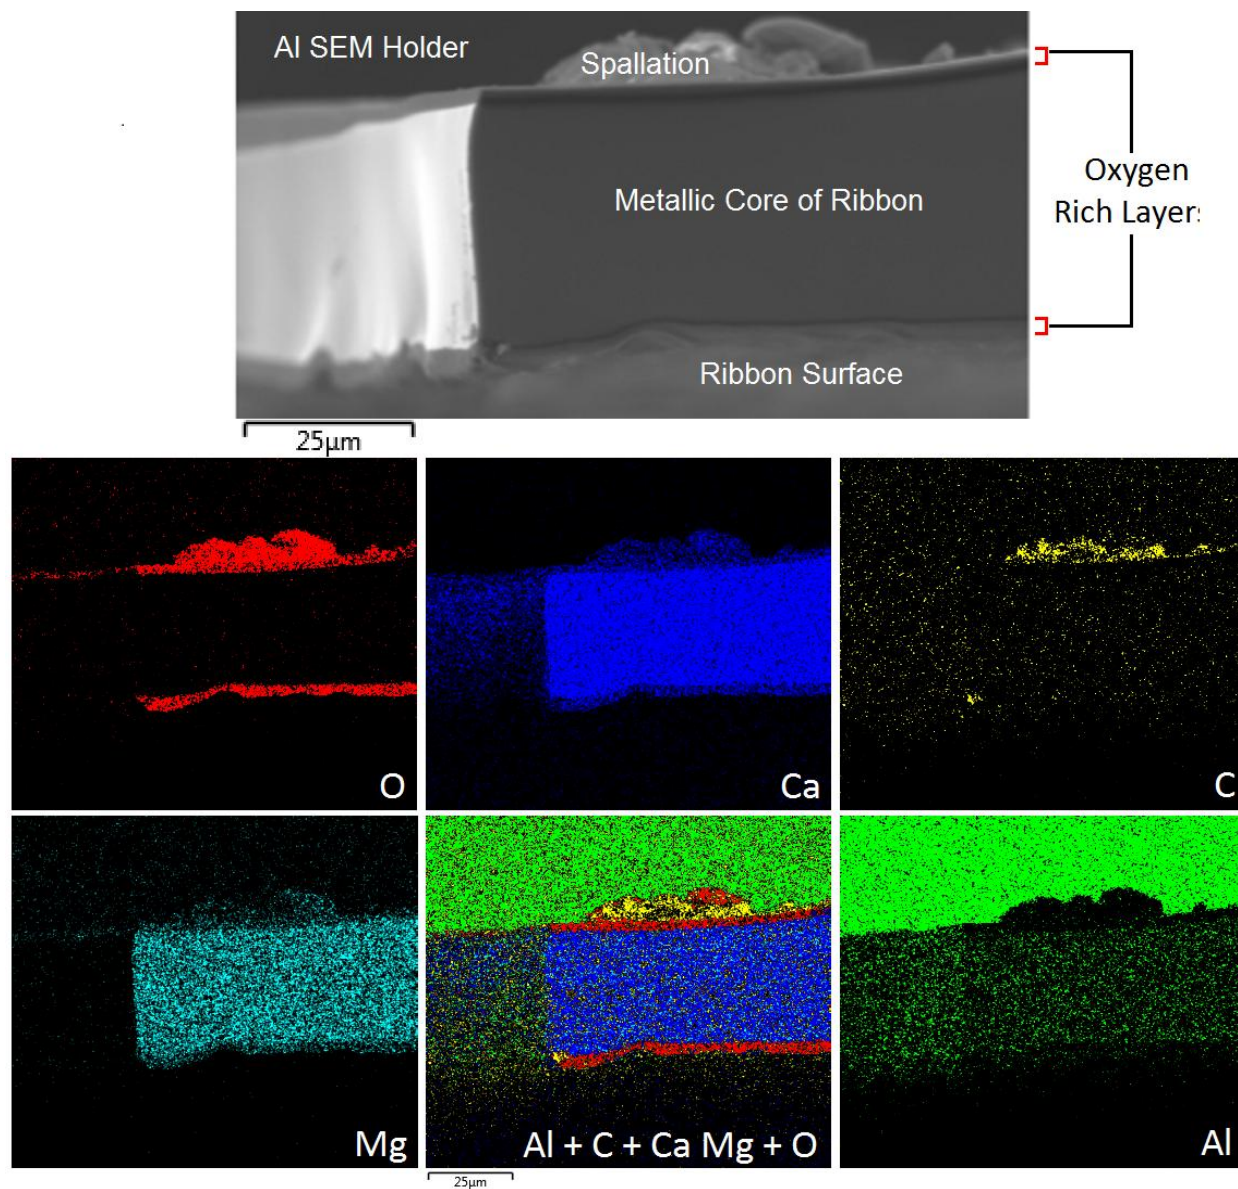 Al SEM Holder
Spallation
Metallic Core of Ribbon
Ribbon Surface
Oxygen
Rich Layers
25µm
O
Ca
C
Mg
Al + C + Ca Mg + O
Al
25µm